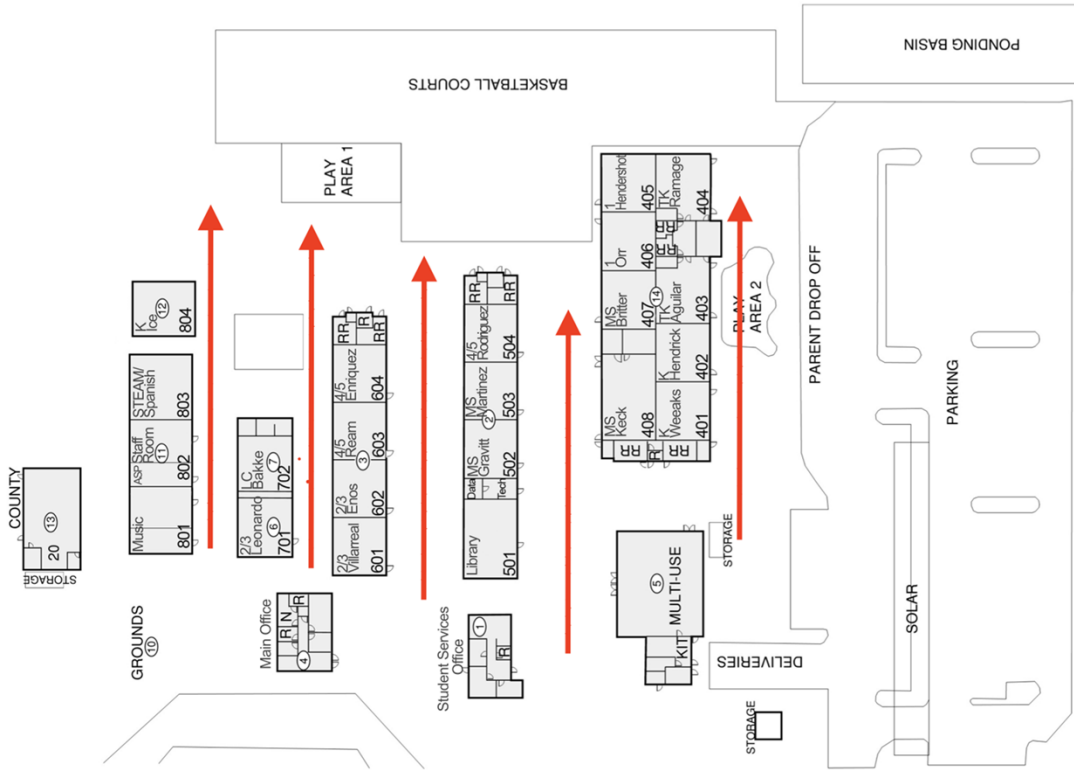 PONDING BASIN
BASKETBALL COURTS
PLAY
AREA 1
K
Ice
12
804
STEAM/
Spanish
803
ASP
Staff
Room
11
802
Music
801
COUNTY
13
20
STORAGE
GROUNDS
10
LC
Bakke
7
702
2/3
Leonardo
6
701
RR
R
RR
4/5
Enriquez
604
4/5
Ream
603
3
2/3
Enos
602
2/3
Villarreal
601
Main Office
R
N
R
4
RR
RR
4/5
Rodriguez
504
MS
Martinez
503
2
MS
Gravitt
502
Data
Tech
Library
501
Student Services
Office
1
R
1
Hendershot
405
TK
Ramage
404
1
Orr
406
RR
RR
MS
Britter
407
14
TK
Aguilar
403
K
Hendrick
402
MS
Keck
408
K
Weeaks
401
RR
R
RR
PLAY
AREA 2
PARENT DROP OFF
PARKING
SOLAR
5
MULTI-USE
KIT
STORAGE
DELIVERIES
STORAGE